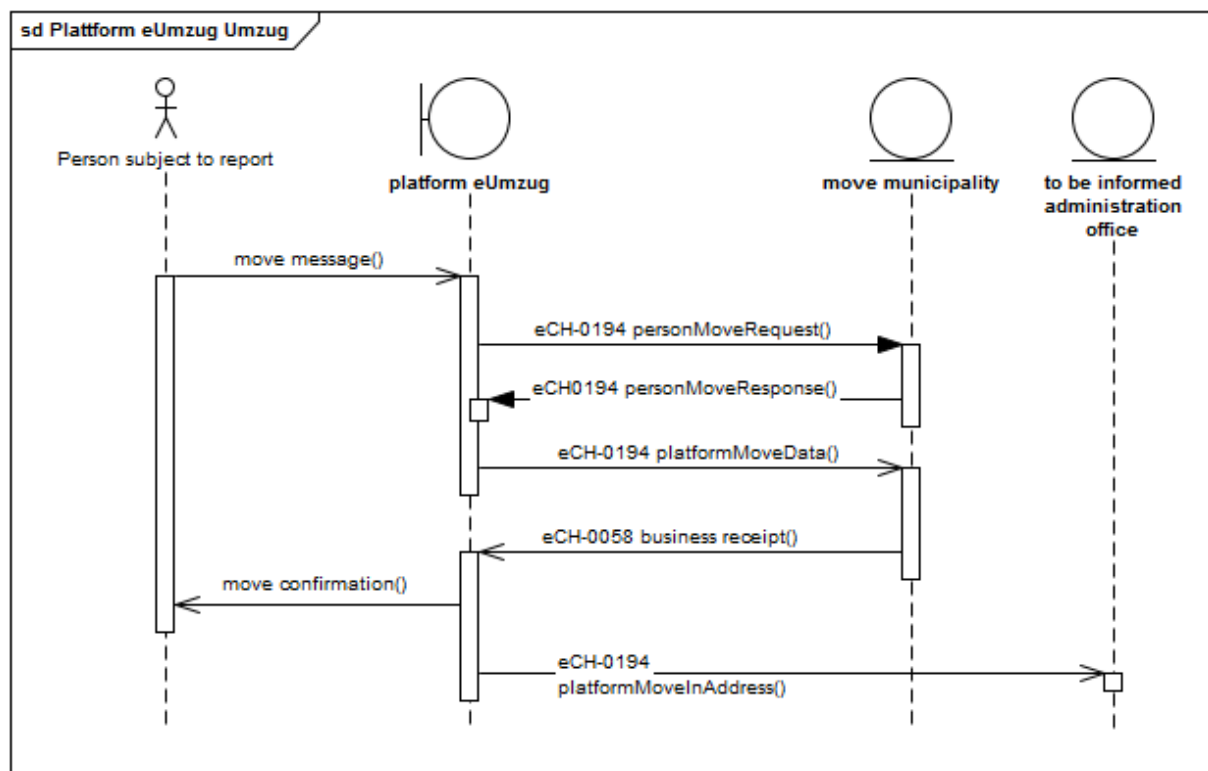 sd Plattform eUmzug Umzug
Person subject to report
platform eUmzug
move municipality
to be informed
administration
office
move message()
eCH-0194 personMoveRequest()
eCH0194 personMoveResponse()
eCH-0194 platformMoveData()
eCH-0058 business receipt()
move confirmation()
eCH-0194
platformMoveInAddress()